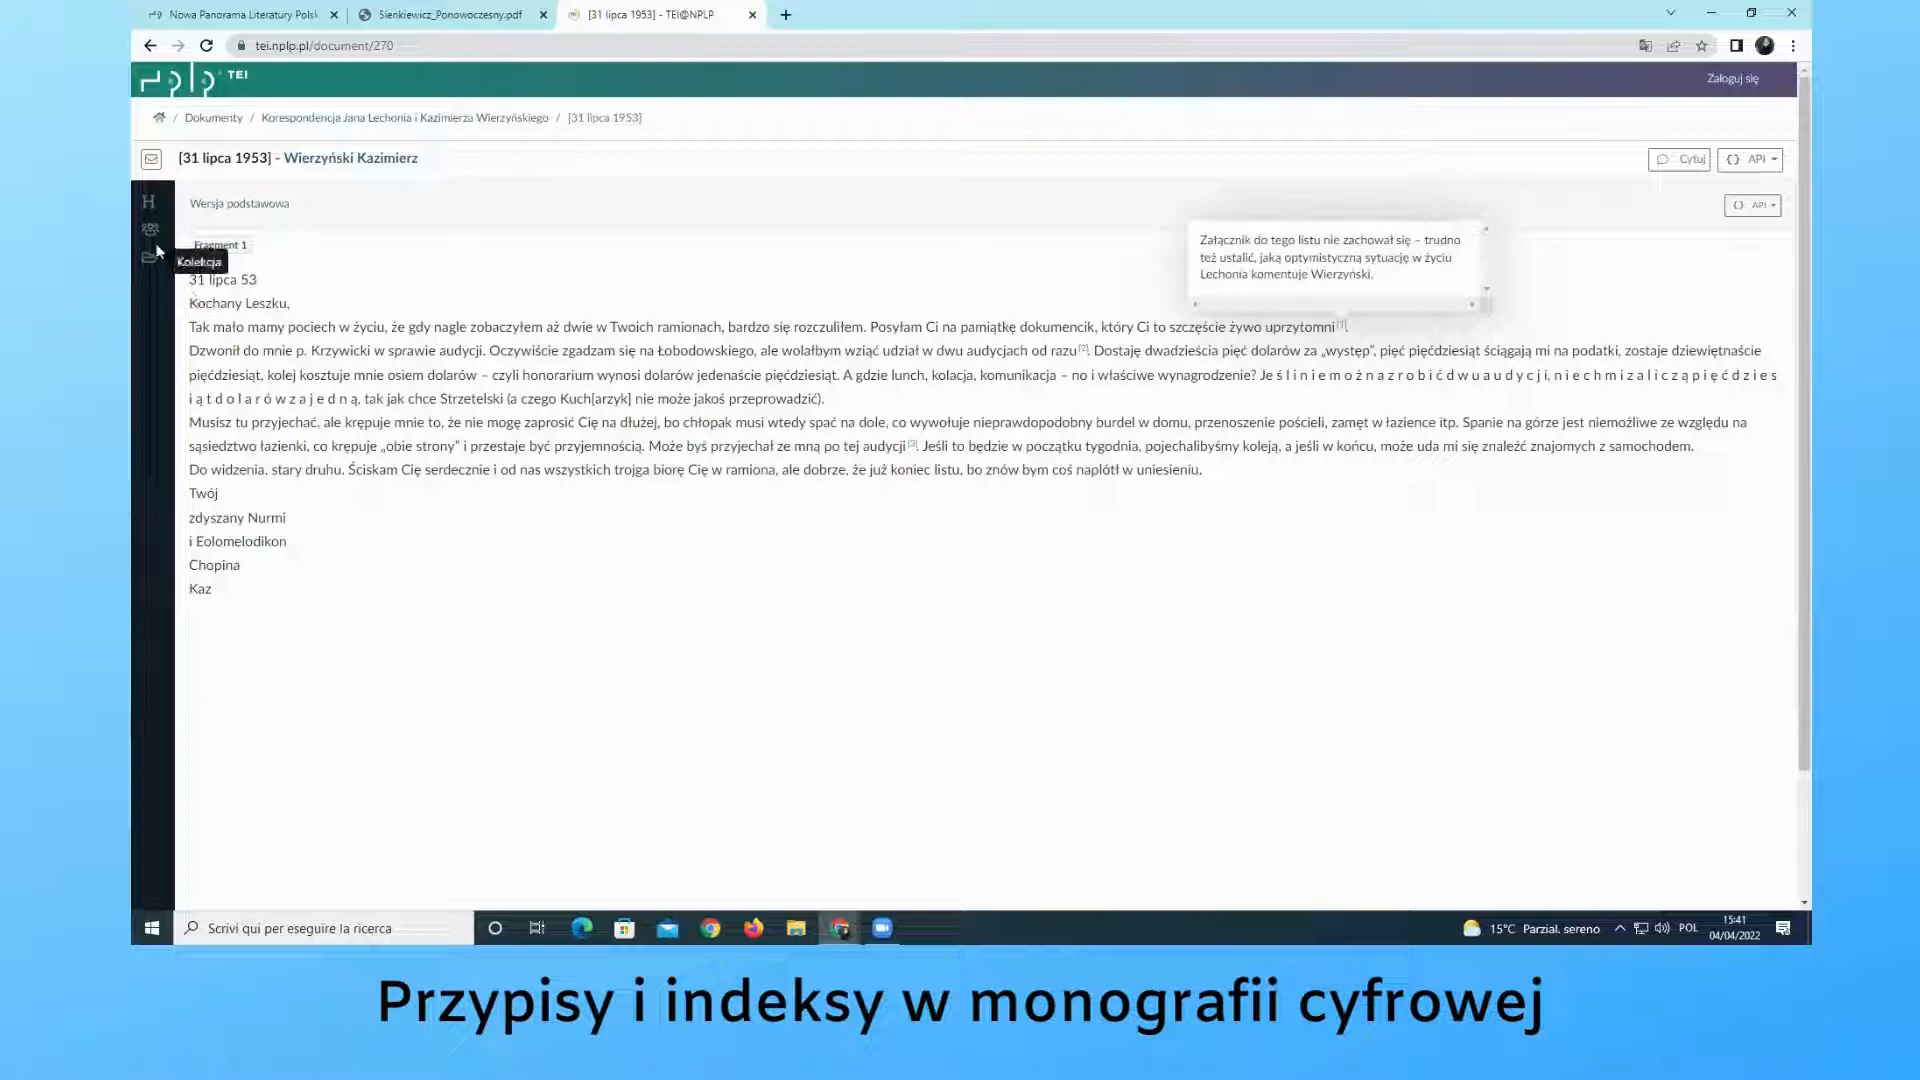 Nowa Panorama Literatury Polsk
Sienkiewicz_Ponowoczesny.pdf
[31 lipca 1953] - TEI@NPLP
tei.nplp.pl/document/270
TEI
Zaloguj się
/ Dokumenty / Korespondencja Jana Lechonia i Kazimierza Wierzyńskiego / [31 lipca 1953]
[31 lipca 1953] - Wierzyński Kazimierz
Cytuj
API
H
Wersja podstawowa
API
Fragment 1
Kolekcja
Załącznik do tego listu nie zachował się – trudno
też ustalić, jaką optymistyczną sytuację w życiu
Lechonia komentuje Wierzyński.
31 lipca 53
Kochany Leszku,
Tak mało mamy pociech w życiu, że gdy nagle zobaczyłem aż dwie w Twoich ramionach, bardzo się rozczuliłem. Posyłam Ci na pamiątkę dokumencik, który Ci to szczęście żywo uprzytomni[1].
Dzwonił do mnie p. Krzywicki w sprawie audycji. Oczywiście zgadzam się na Łobodowskiego, ale wolałbym wziąć udział w dwu audycjach od razu[2]. Dostaję dwadzieścia pięć dolarów za „występ”, pięć pięćdziesiąt ściągają mi na podatki, zostaje dziewiętnaście
pięćdziesiąt, kolej kosztuje mnie osiem dolarów – czyli honorarium wynosi dolarów jedenaście pięćdziesiąt. A gdzie lunch, kolacja, komunikacja – no i właściwe wynagrodzenie? Je ś l i n i e m o ż n a z r o b i ć d w u a u d y c j i, n i e c h m i z a l i c z ą p i ę ć d z i e s
i ą t d o l a r ó w z a j e d n ą, tak jak chce Strzetelski (a czego Kuch[arzyk] nie może jakoś przeprowadzić).
Musisz tu przyjechać, ale krępuje mnie to, że nie mogę zaprosić Cię na dłużej, bo chłopak musi wtedy spać na dole, co wywołuje nieprawdopodobny burdel w domu, przenoszenie pościeli, zamęt w łazience itp. Spanie na górze jest niemożliwe ze względu na
sąsiedztwo łazienki, co krępuje „obie strony” i przestaje być przyjemnością. Może byś przyjechał ze mną po tej audycji[3]. Jeśli to będzie w początku tygodnia, pojechalibyśmy koleją, a jeśli w końcu, może uda mi się znaleźć znajomych z samochodem.
Do widzenia, stary druhu. Ściskam Cię serdecznie i od nas wszystkich trojga biorę Cię w ramiona, ale dobrze, że już koniec listu, bo znów bym coś naplótł w uniesieniu.
Twój
zdyszany Nurmi
i Eolomelodikon
Chopina
Kaz
Scrivi qui per eseguire la ricerca
15°C Parzial. sereno
POL
15:41
04/04/2022
Przypisy i indeksy w monografii cyfrowej